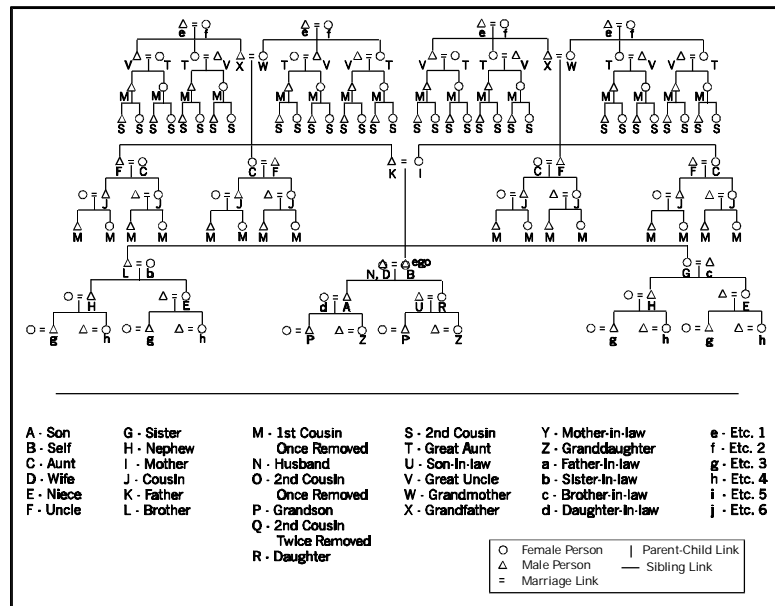 e f e f e f e f
V T T V X W T V V T V T T V X W T V V T
M M M M M M M M M M M M M M M M
S S S S S S S S S S S S S S S S S S S S S S S S S S S S S S S S
F C C F K I C F F C
J J J J J J J J
M M M M M M M M M M M M M M M M
ego
L b N, D B G c
H E d A U R H E
g h g h P Z P Z g h g h
A - Son
B - Self
C - Aunt
D - Wife
E - Niece
F - Uncle
G - Sister
H - Nephew
I - Mother
J - Cousin
K - Father
L - Brother
M - 1st Cousin
Once Removed
N - Husband
O - 2nd Cousin
Once Removed
P - Grandson
Q - 2nd Cousin
Twice Removed
R - Daughter
S - 2nd Cousin
T - Great Aunt
U - Son-in-law
V - Great Uncle
W - Grandmother
X - Grandfather
Y - Mother-in-law
Z - Granddaughter
a - Father-in-law
b - Sister-in-law
c - Brother-in-law
d - Daughter-in-law
e - Etc. 1
f - Etc. 2
g - Etc. 3
h - Etc. 4
i - Etc. 5
j - Etc. 6
Female Person
Male Person
Marriage Link
Parent-Child Link
Sibling Link